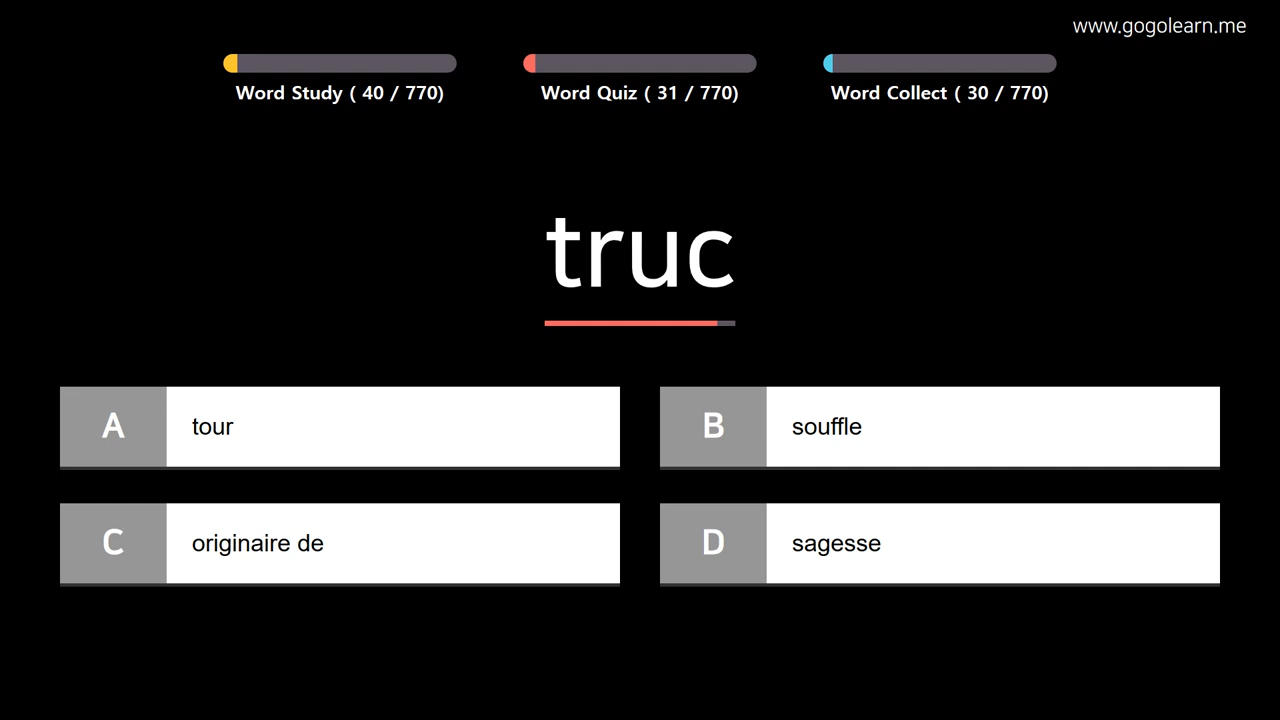 www.gogolearn.me
Word Study ( 40 / 770)
Word Quiz ( 31 / 770)
Word Collect ( 30 / 770)
truc
A tour
B souffle
C originaire de
D sagesse